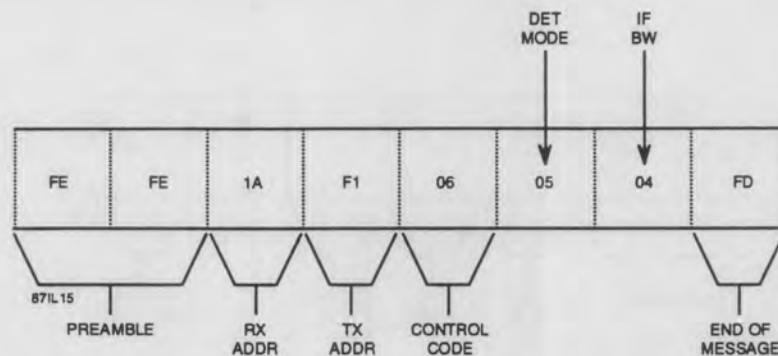 DET
MODE
IF
BW
FE FE 1A F1 06 05 04 FD
871L15
PREAMBLE
RX
ADDR
TX
ADDR
CONTROL
CODE
END OF
MESSAGE